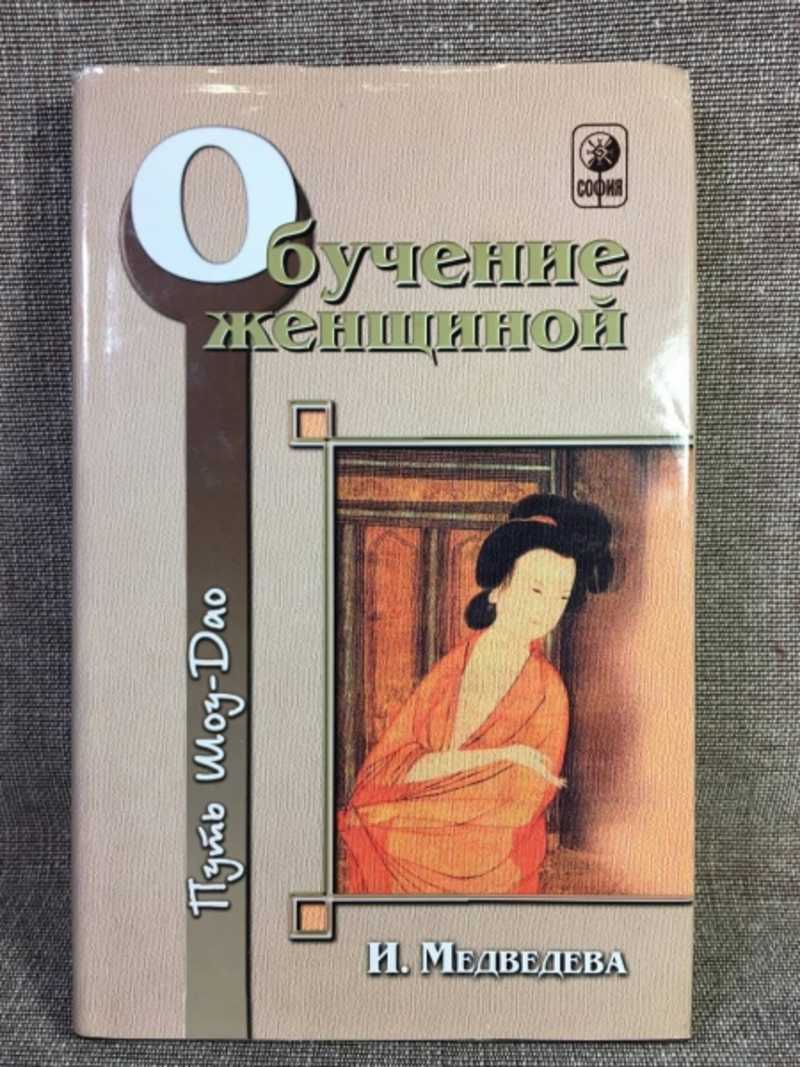 СОФИЯ
Обучение
женщиной
Путь Шоу-Дао
И. Медведева